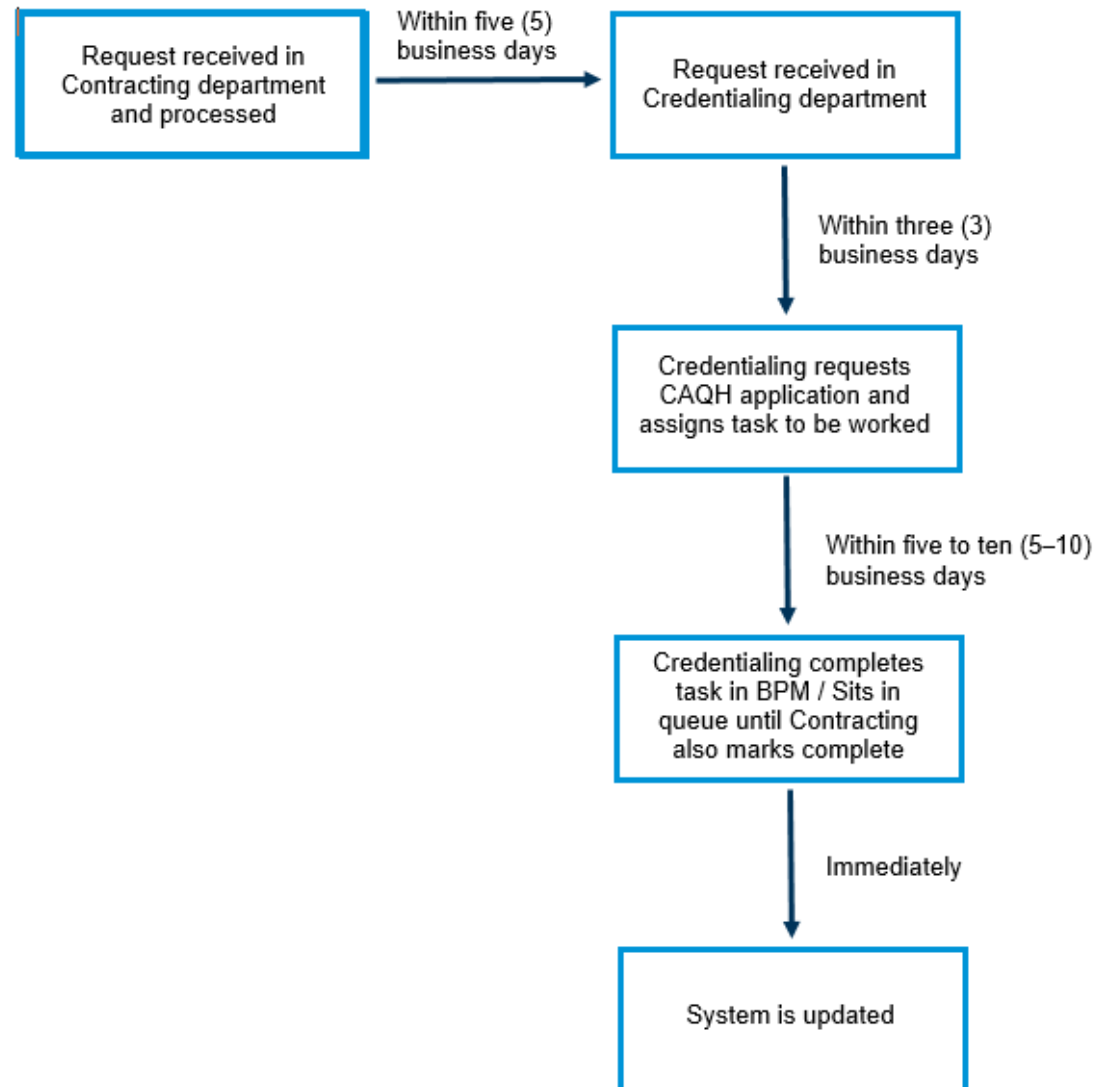 Request received in
Contracting department
and processed
Within five (5)
business days
Request received in
Credentialing department
Within three (3)
business days
Credentialing requests
CAQH application and
assigns task to be worked
Within five to ten (5–10)
business days
Credentialing completes
task in BPM / Sits in
queue until Contracting
also marks complete
Immediately
System is updated